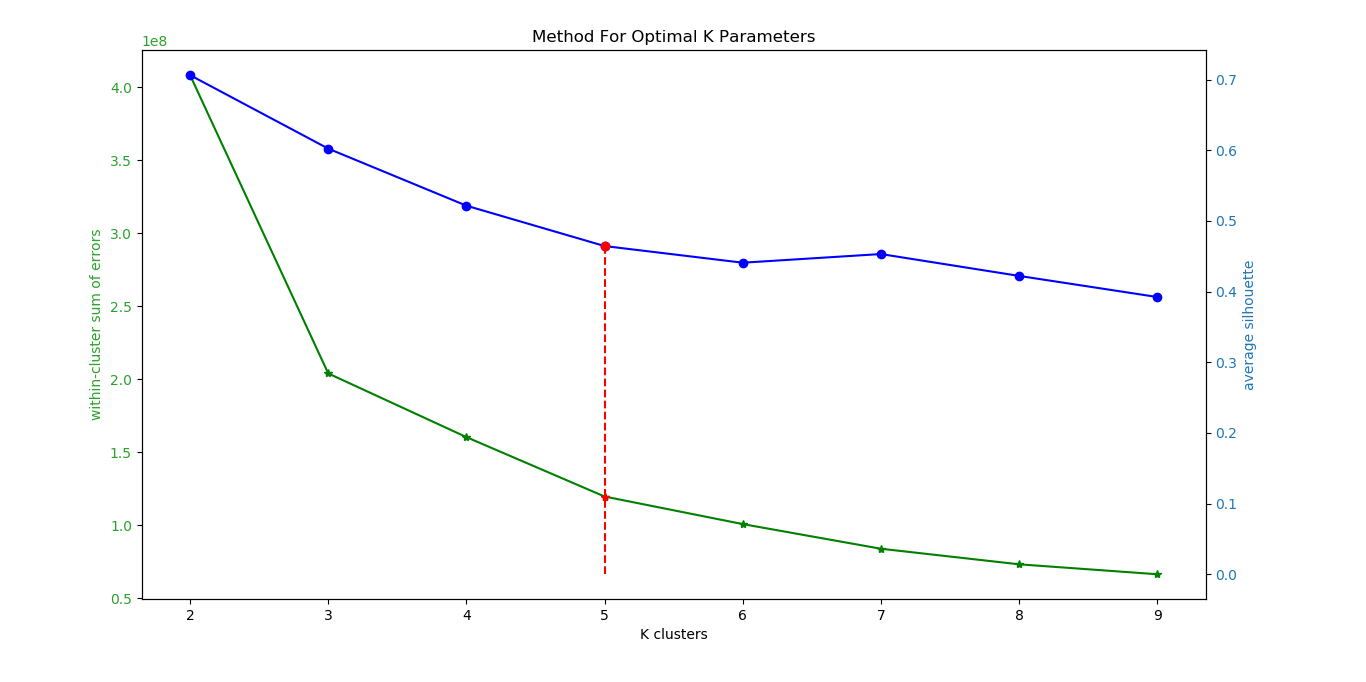 Method For Optimal K Parameters
1e8
4.0
3.5
3.0
2.5
2.0
1.5
1.0
0.5
within-cluster sum of errors
0.7
0.6
0.5
0.4
0.3
0.2
0.1
0.0
average silhouette
2 3 4 5 6 7 8 9
K clusters